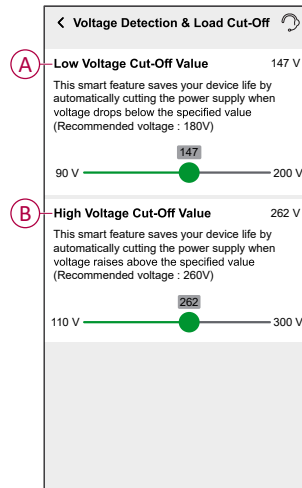 Voltage Detection & Load Cut-Off
A
Low Voltage Cut-Off Value 147 V
This smart feature saves your device life by
automatically cutting the power supply when
voltage drops below the specified value
(Recommended voltage : 180V)
147
90 V 200 V
B
High Voltage Cut-Off Value 262 V
This smart feature saves your device life by
automatically cutting the power supply when
voltage raises above the specified value
(Recommended voltage : 260V)
262
110 V 300 V